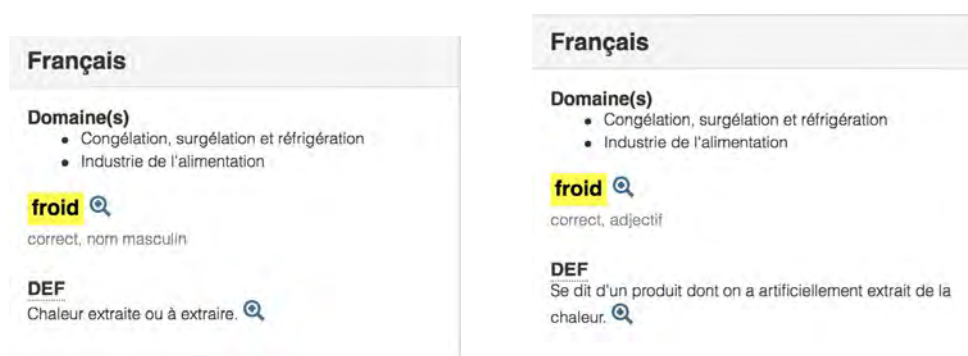 Français
Domaine(s)
• Congélation, surgélation et réfrigération
• Industrie de l'alimentation
froid
correct, nom masculin
DEF
Chaleur extraite ou à extraire.
Français
Domaine(s)
• Congélation, surgélation et réfrigération
• Industrie de l'alimentation
froid
correct, adjectif
DEF
Se dit d'un produit dont on a artificiellement extrait de la
chaleur.